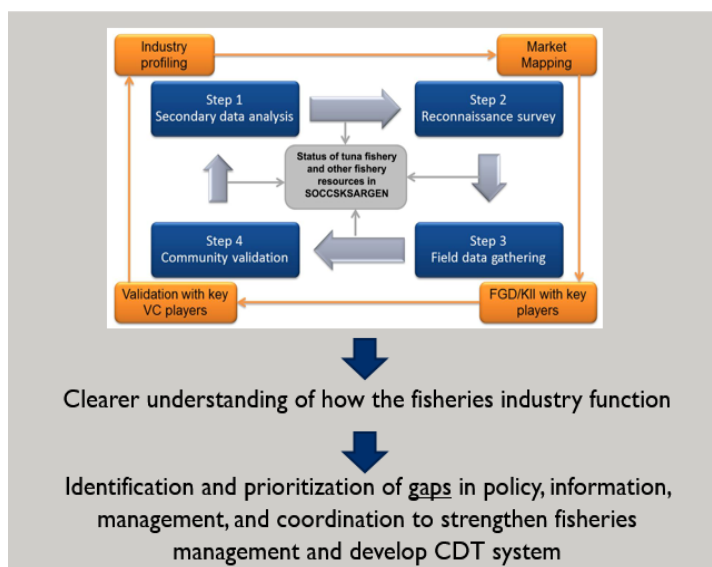 Industry
profiling
Market
Mapping
Step 1
Secondary data analysis
Step 2
Reconnaissance survey
Status of tuna fishery
and other fishery
resources in
SOCCSKSARGEN
Step 4
Community validation
Step 3
Field data gathering
Validation with key
VC players
FGD/KII with key
players
Clearer understanding of how the fisheries industry function
Identification and prioritization of gaps in policy, information,
management, and coordination to strengthen fisheries
management and develop CDT system